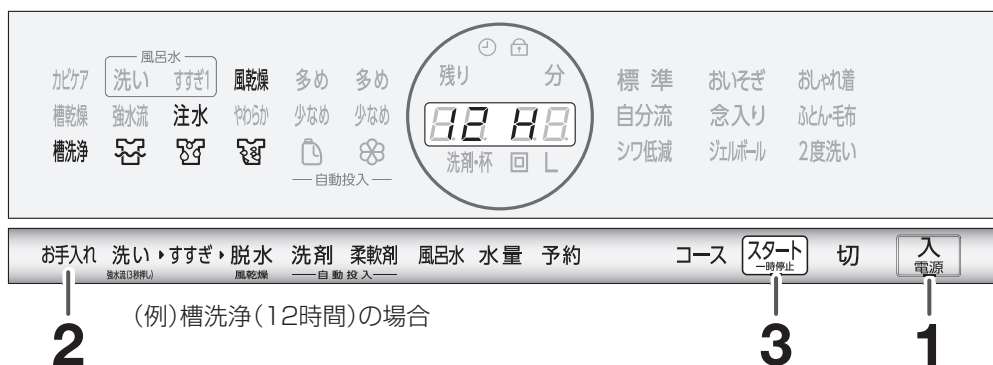 風呂水
カビケア 洗い すすぎ1 風乾燥 多め 多め 残り 分 標準 おいそぎ おしゃれ着
槽乾燥 強水流 注水 やわらか 少なめ 少なめ 12 H 自分流 念入り ふとん・毛布
槽洗浄 洗剤・杯 回 L シワ低減 ジェルボール 2度洗い
自動投入
お手入れ 洗い すすぎ 脱水 洗剤 柔軟剤 風呂水 水量 予約 コース スタート 切 入
強水流(3秒押し) 風乾燥 自動投入 一時停止 電源
(例)槽洗浄(12時間)の場合
2 3 1